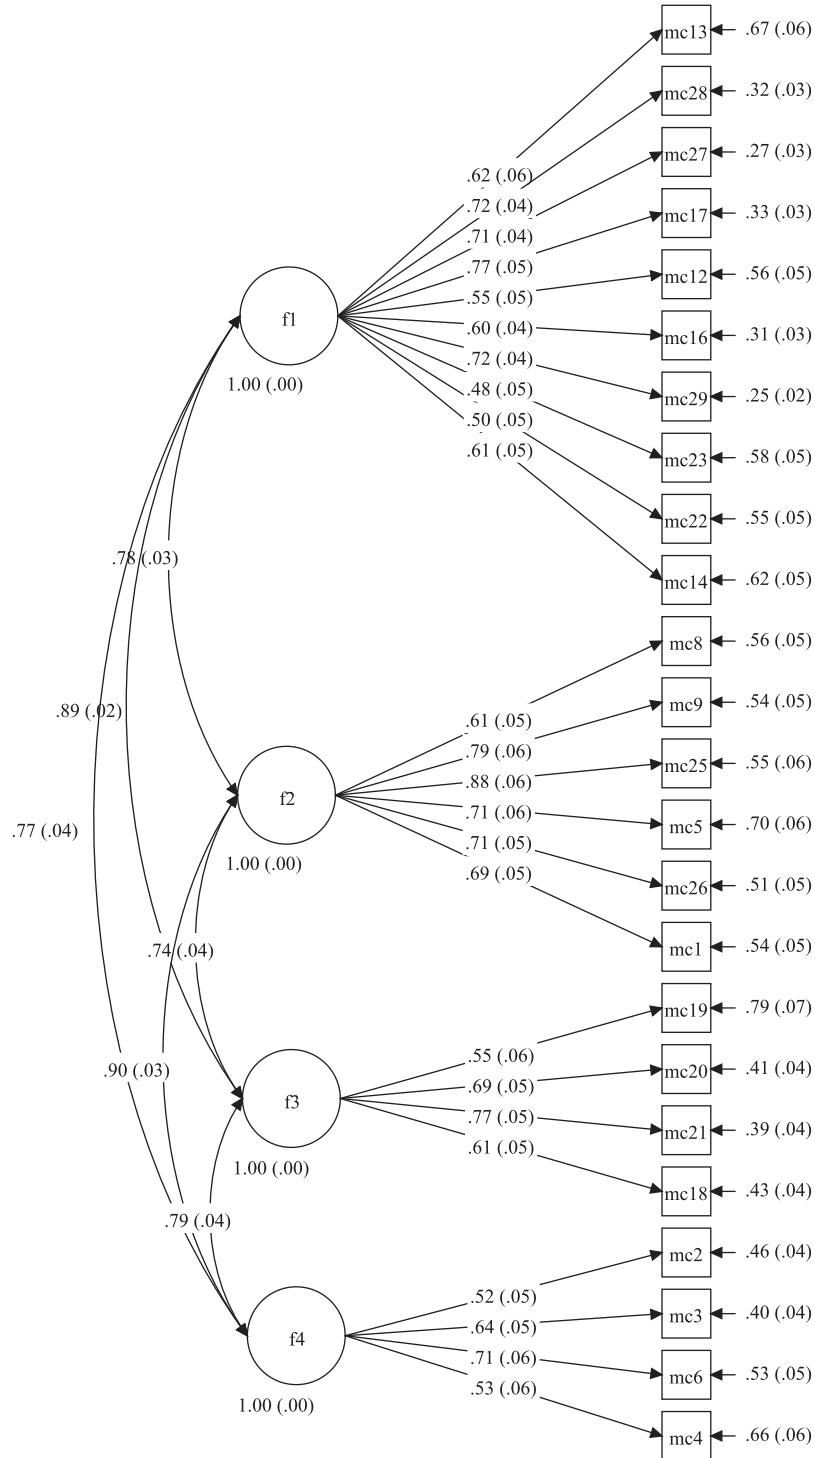 mc13
.67 (.06)
mc28
.32 (.03)
mc27
.27 (.03)
.62 (.06)
.72 (.04)
mc17
.33 (.03)
.71 (.04)
.77 (.05)
mc12
.56 (.05)
.55 (.05)
f1
.60 (.04)
mc16
.31 (.03)
.72 (.04)
1.00 (.00)
.48 (.05)
mc29
.25 (.02)
.50 (.05)
.61 (.05)
mc23
.58 (.05)
mc22
.55 (.05)
.78 (.03)
mc14
.62 (.05)
mc8
.56 (.05)
mc9
.54 (.05)
.89 (.02)
.61 (.05)
.79 (.06)
mc25
.55 (.06)
.88 (.06)
f2
.71 (.06)
mc5
.70 (.06)
.77 (.04)
.71 (.05)
1.00 (.00)
.69 (.05)
mc26
.51 (.05)
mc1
.54 (.05)
.74 (.04)
mc19
.79 (.07)
.55 (.06)
.90 (.03)
mc20
.41 (.04)
.69 (.05)
f3
.77 (.05)
mc21
.39 (.04)
.61 (.05)
1.00 (.00)
mc18
.43 (.04)
.79 (.04)
mc2
.46 (.04)
.52 (.05)
mc3
.40 (.04)
.64 (.05)
f4
.71 (.06)
mc6
.53 (.05)
.53 (.06)
1.00 (.00)
mc4
.66 (.06)